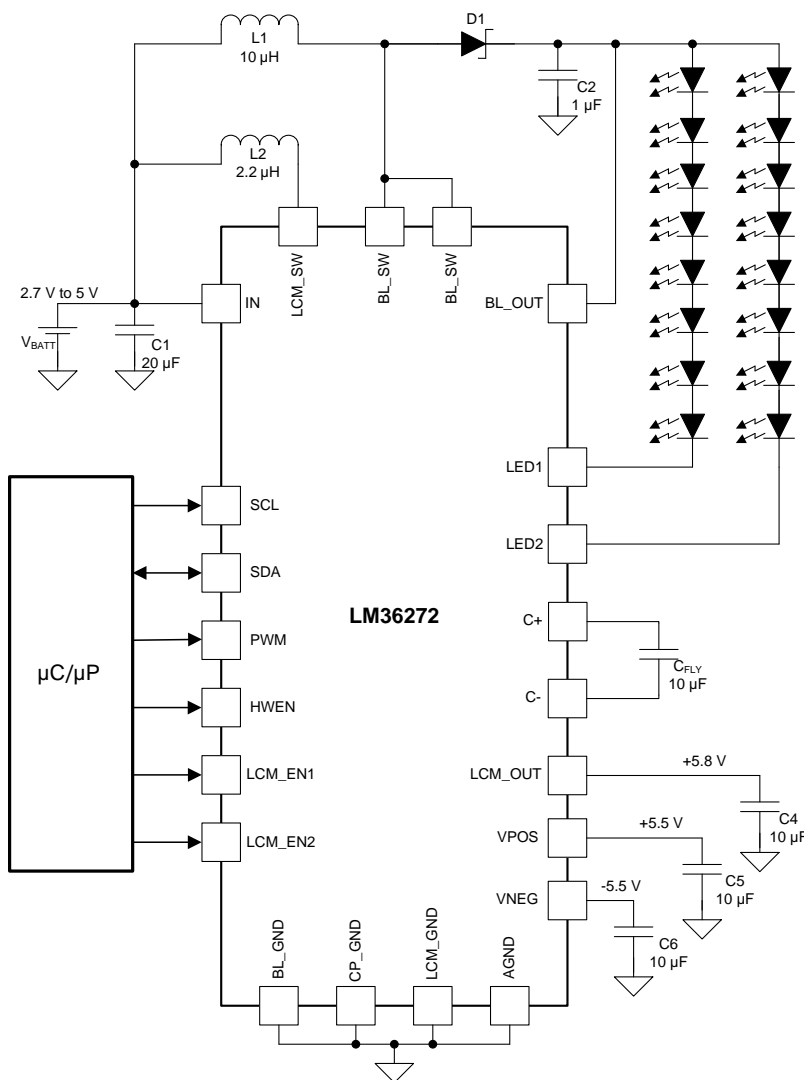 D1
L1
10 µH
C2
1 µF
L2
2.2 µH
LCM_SW
BL_SW
BL_SW
2.7 V to 5 V
IN
BL_OUT
VBATT
C1
20 µF
LED1
SCL
LED2
SDA
LM36272
C+
PWM
µC/µP
CFLY
10 µF
HWEN
C-
LCM_EN1
LCM_OUT
+5.8 V
C4
10 µF
LCM_EN2
VPOS
+5.5 V
C5
10 µF
VNEG
-5.5 V
C6
10 µF
BL_GND
CP_GND
LCM_GND
AGND